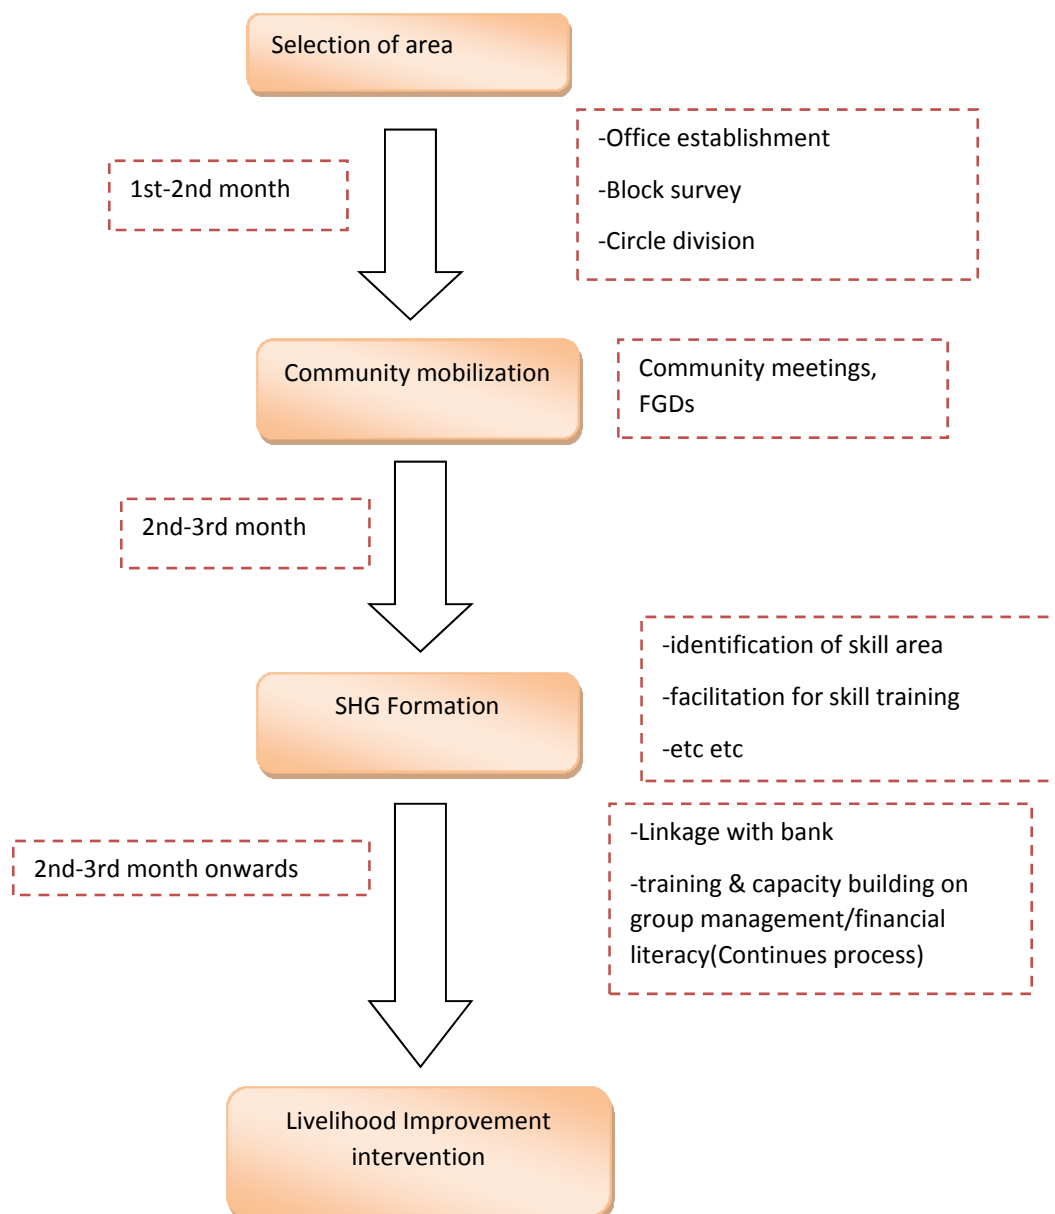 Selection of area
-Office establishment
1st-2nd month
-Block survey
-Circle division
Community mobilization
Community meetings,
FGDs
2nd-3rd month
-identification of skill area
SHG Formation
-facilitation for skill training
-etc etc
-Linkage with bank
2nd-3rd month onwards
-training & capacity building on
group management/financial
literacy(Continues process)
Livelihood Improvement
intervention